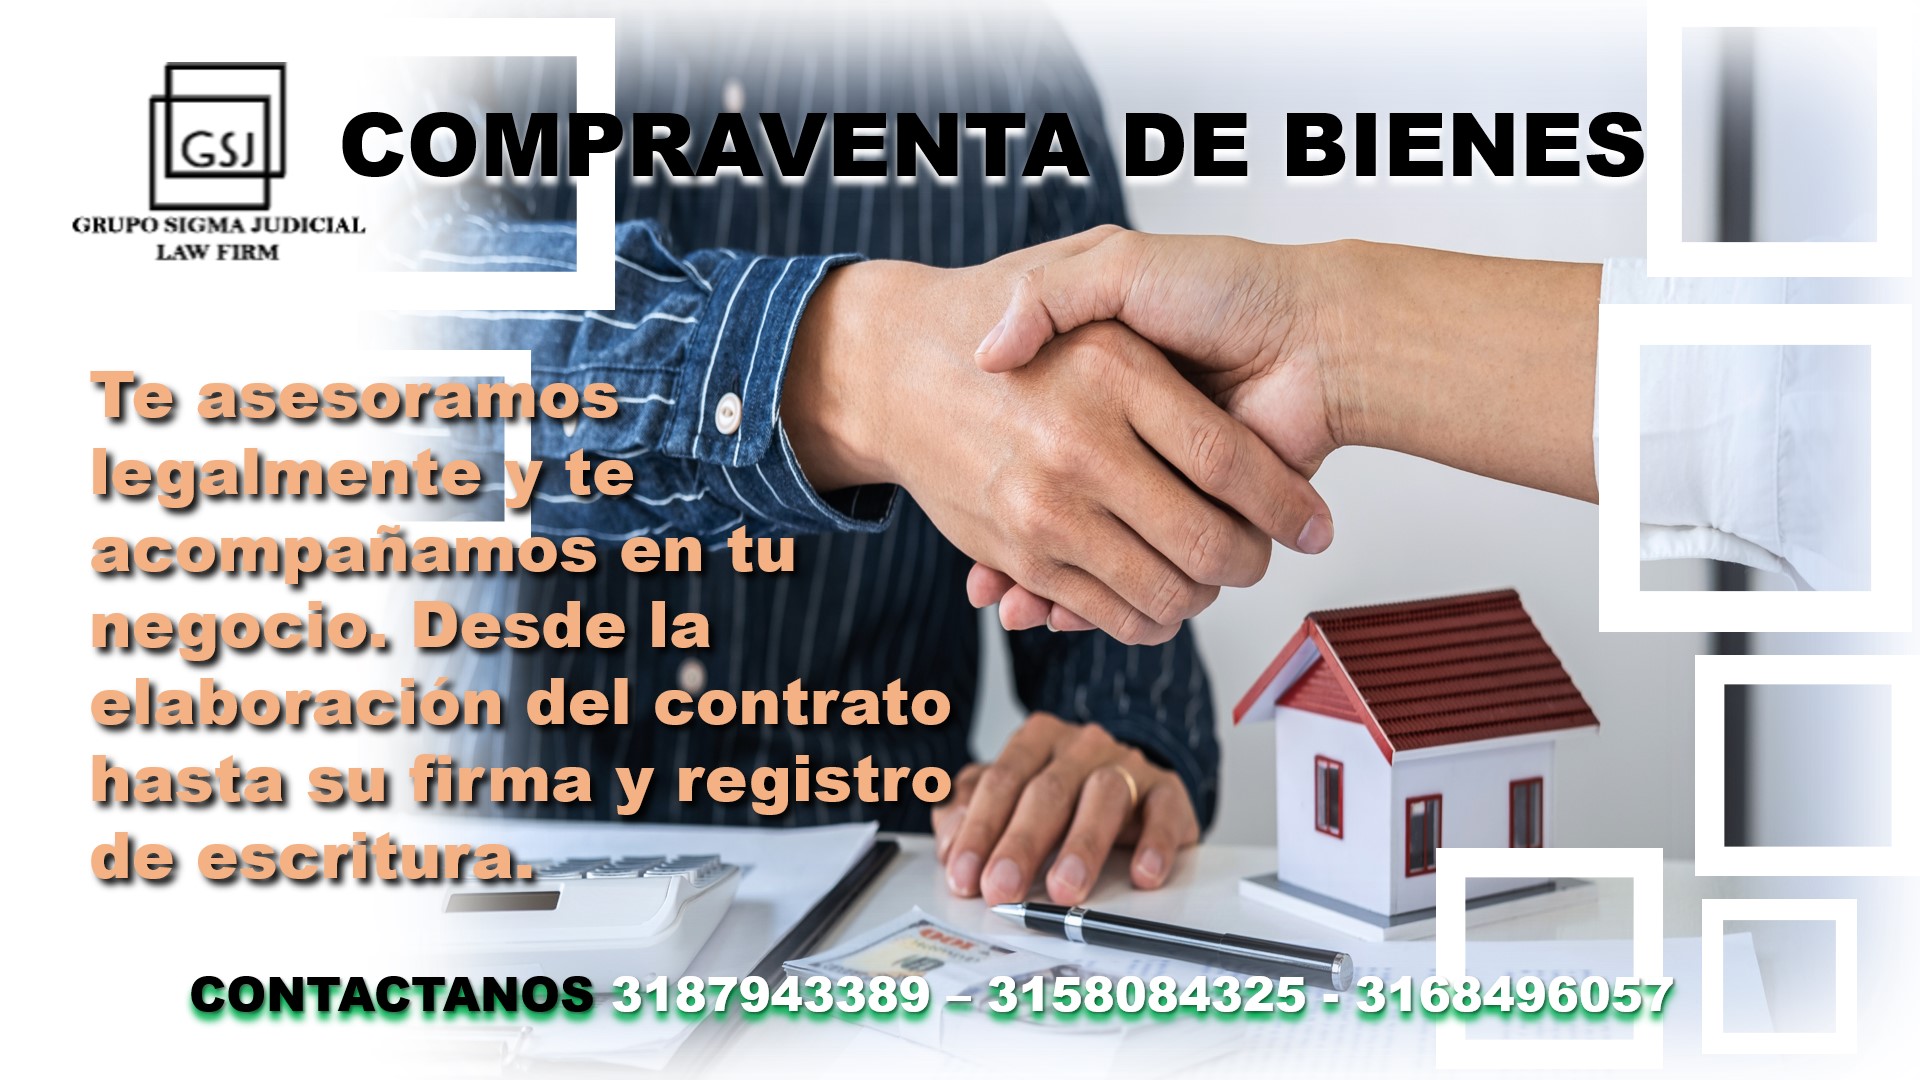 GSJ
GRUPO SIGMA JUDICIAL
LAW FIRM
COMPRAVENTA DE BIENES
Te asesoramos
legalmente y te
acompañamos en tu
negocio. Desde la
elaboración del contrato
hasta su firma y registro
de escritura.
100
CONTACTANOS 3187943389 – 3158084325 - 3168496057